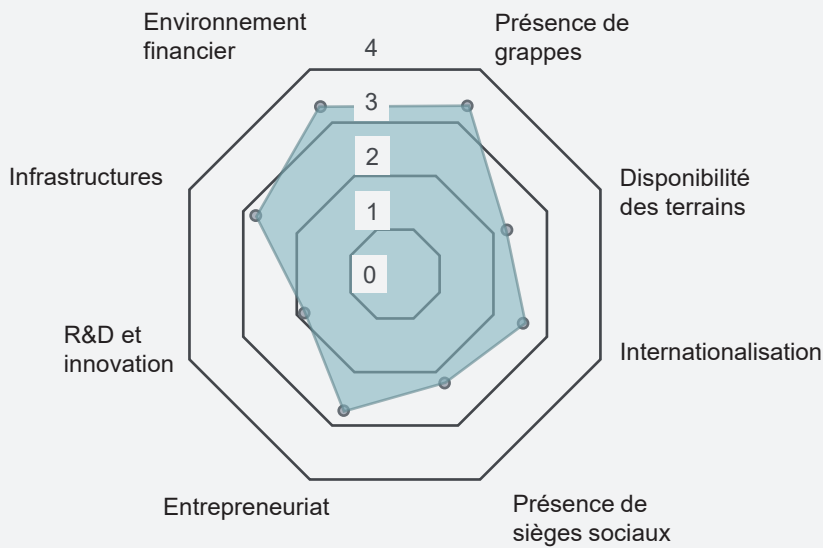 Environnement
financier
Présence de
grappes
4
3
2
1
0
Infrastructures
Disponibilité
des terrains
R&D et
innovation
Internationalisation
Entrepreneuriat
Présence de
sièges sociaux